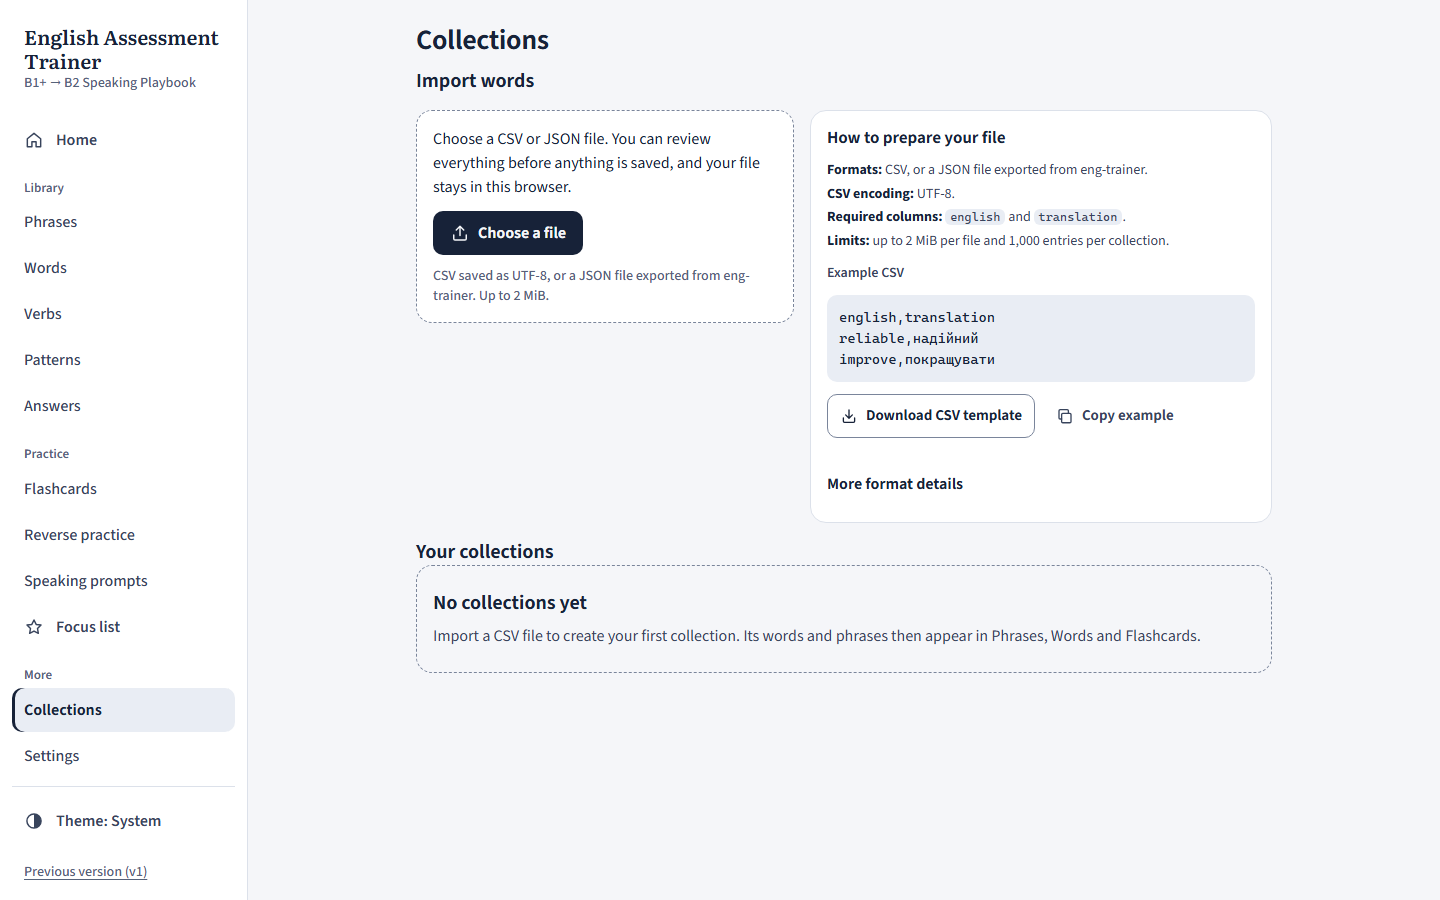 English Assessment
Trainer
B1+ → B2 Speaking Playbook
Home
Library
Phrases
Words
Verbs
Patterns
Answers
Practice
Flashcards
Reverse practice
Speaking prompts
Focus list
More
Collections
Settings
Theme: System
Previous version (v1)
Collections
Import words
Choose a CSV or JSON file. You can review
everything before anything is saved, and your file
stays in this browser.
Choose a file
CSV saved as UTF-8, or a JSON file exported from eng-
trainer. Up to 2 MiB.
How to prepare your file
Formats: CSV, or a JSON file exported from eng-trainer.
CSV encoding: UTF-8.
Required columns: english and translation.
Limits: up to 2 MiB per file and 1,000 entries per collection.
Example CSV
english,translation
reliable,надійний
improve,покращувати
Download CSV template
Copy example
More format details
Your collections
No collections yet
Import a CSV file to create your first collection. Its words and phrases then appear in Phrases, Words and Flashcards.